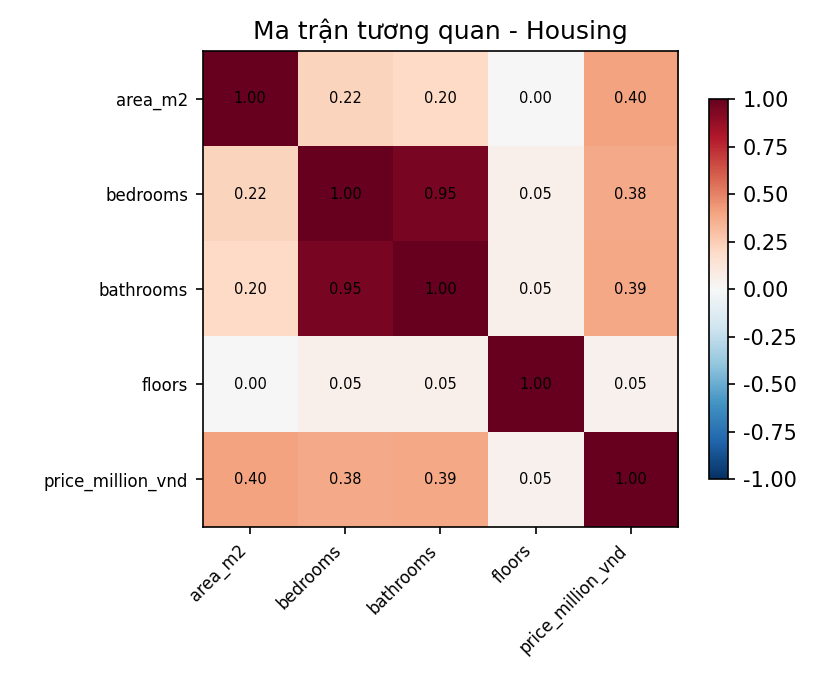 Ma trận tương quan - Housing
area_m2 1.00 0.22 0.20 0.00 0.40
bedrooms 0.22 1.00 0.95 0.05 0.38
bathrooms 0.20 0.95 1.00 0.05 0.39
floors 0.00 0.05 0.05 1.00 0.05
price_million_vnd 0.40 0.38 0.39 0.05 1.00
area_m2 bedrooms bathrooms floors price_million_vnd
1.00
0.75
0.50
0.25
0.00
-0.25
-0.50
-0.75
-1.00